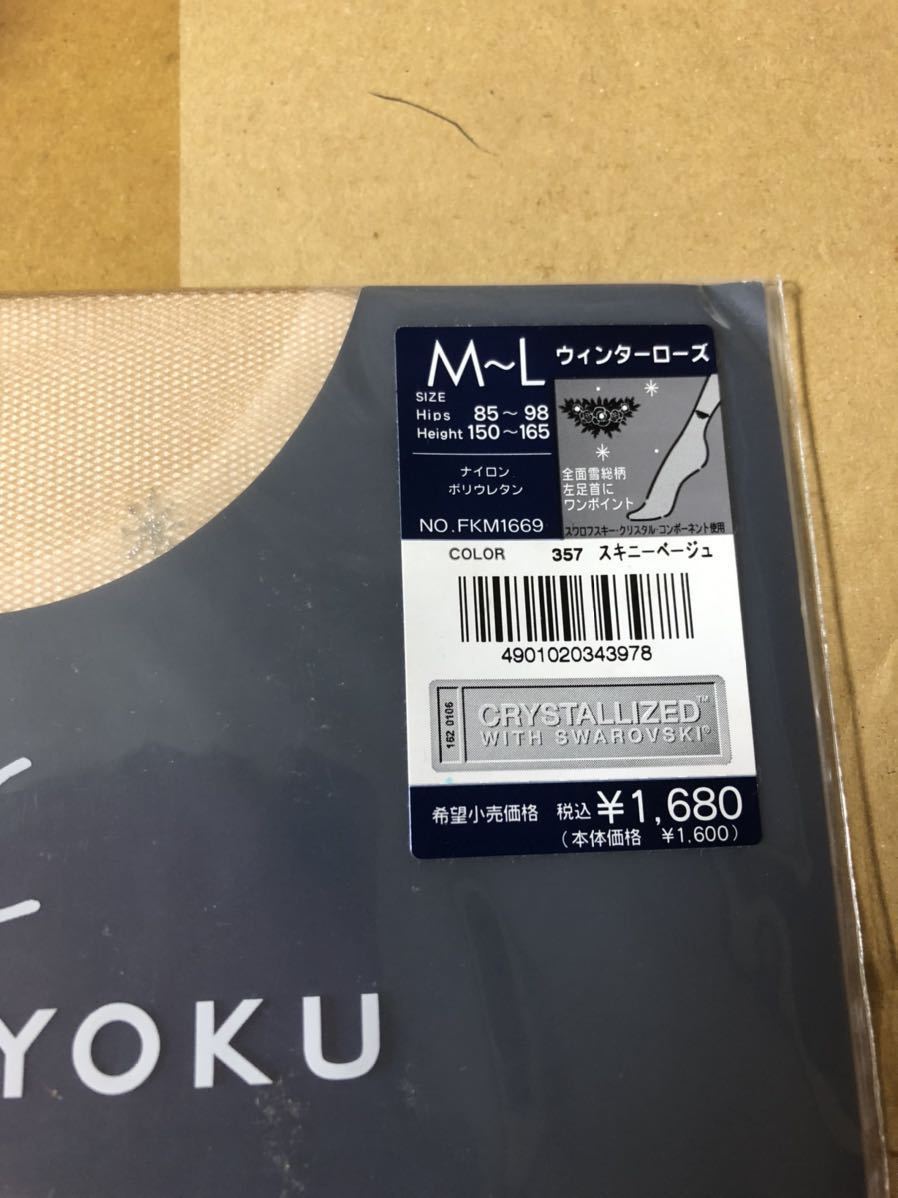 M~L
SIZE
Hips 85~98
Height 150~165
ナイロン
ポリウレタン
NO.FKM1669
ウィンターローズ
全面雪総柄
左足首に
ワンポイント
スワロフスキー・クリスタル・コンポーネント使用
COLOR 357 スキニーベージュ
4901020343978
162 0106
CRYSTALLIZED™
WITH SWAROVSKI®
希望小売価格 税込 ¥1,680
(本体価格 ¥1,600)
YOKU